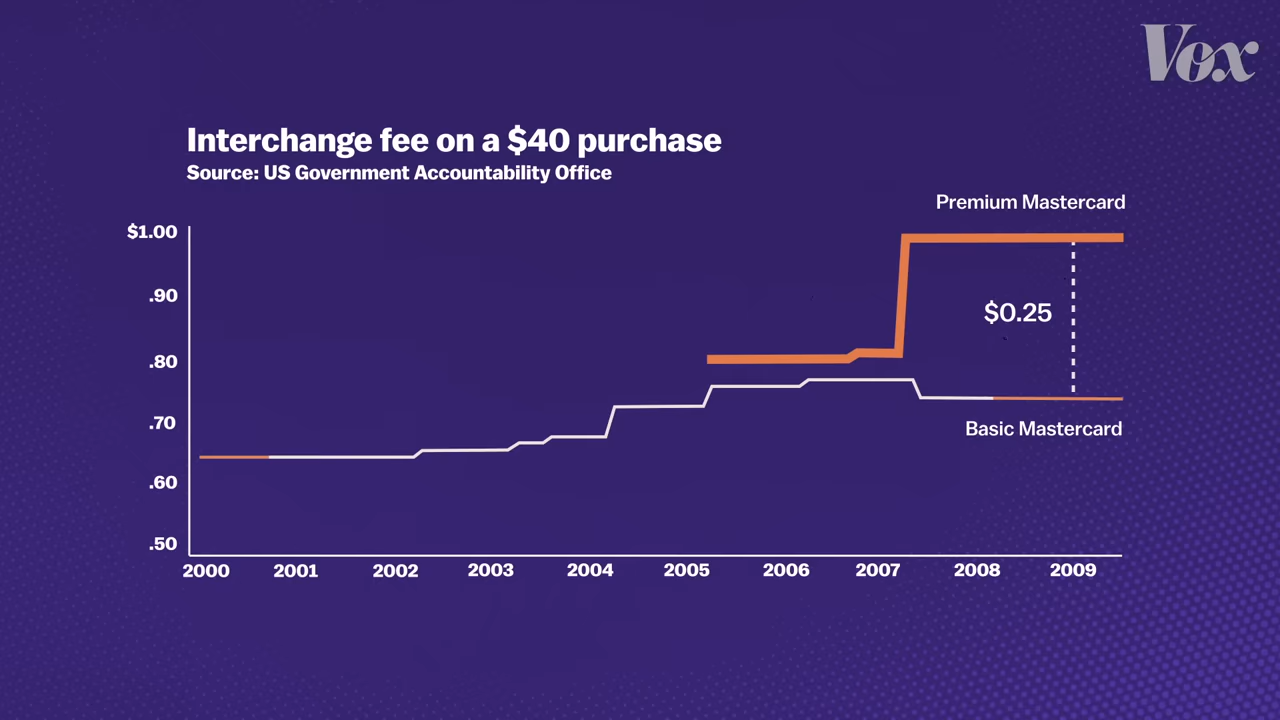 Vox
Interchange fee on a $40 purchase
Source: US Government Accountability Office
Premium Mastercard
$1.00
.90
$0.25
.80
.70
Basic Mastercard
.60
.50
2000 2001 2002 2003 2004 2005 2006 2007 2008 2009